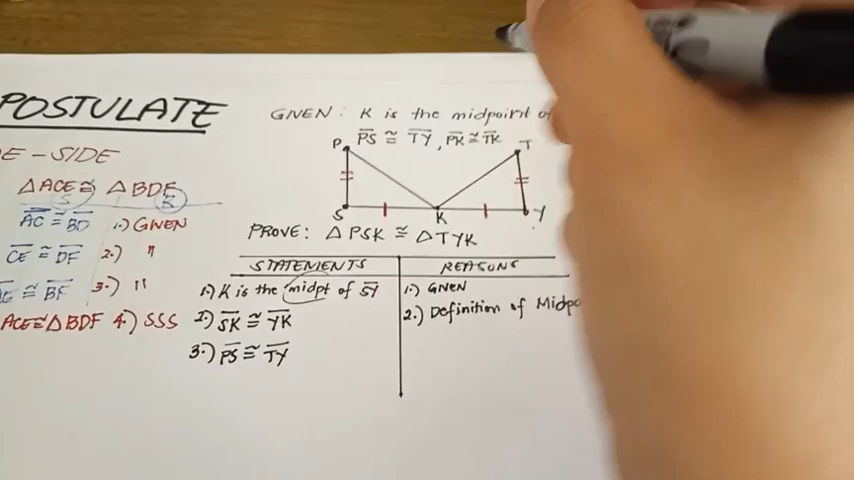 POSTULATE
E - SIDE
△ACE ≅ △BDF
S
AC ≅ BD 1.) GIVEN
CE ≅ DF 2.) "
≅ BF 3.) "
ACE ≅ △BDF 4.) SSS
GIVEN: K is the midpoint of
PS ≅ TY, PK ≅ TK
P T
S K Y
PROVE: △PSK ≅ △TYK
STATEMENTS REASONS
1.) K is the midpt of SY 1.) GIVEN
2.) SK ≅ YK 2.) Definition of Midpo
3.) PS ≅ TY